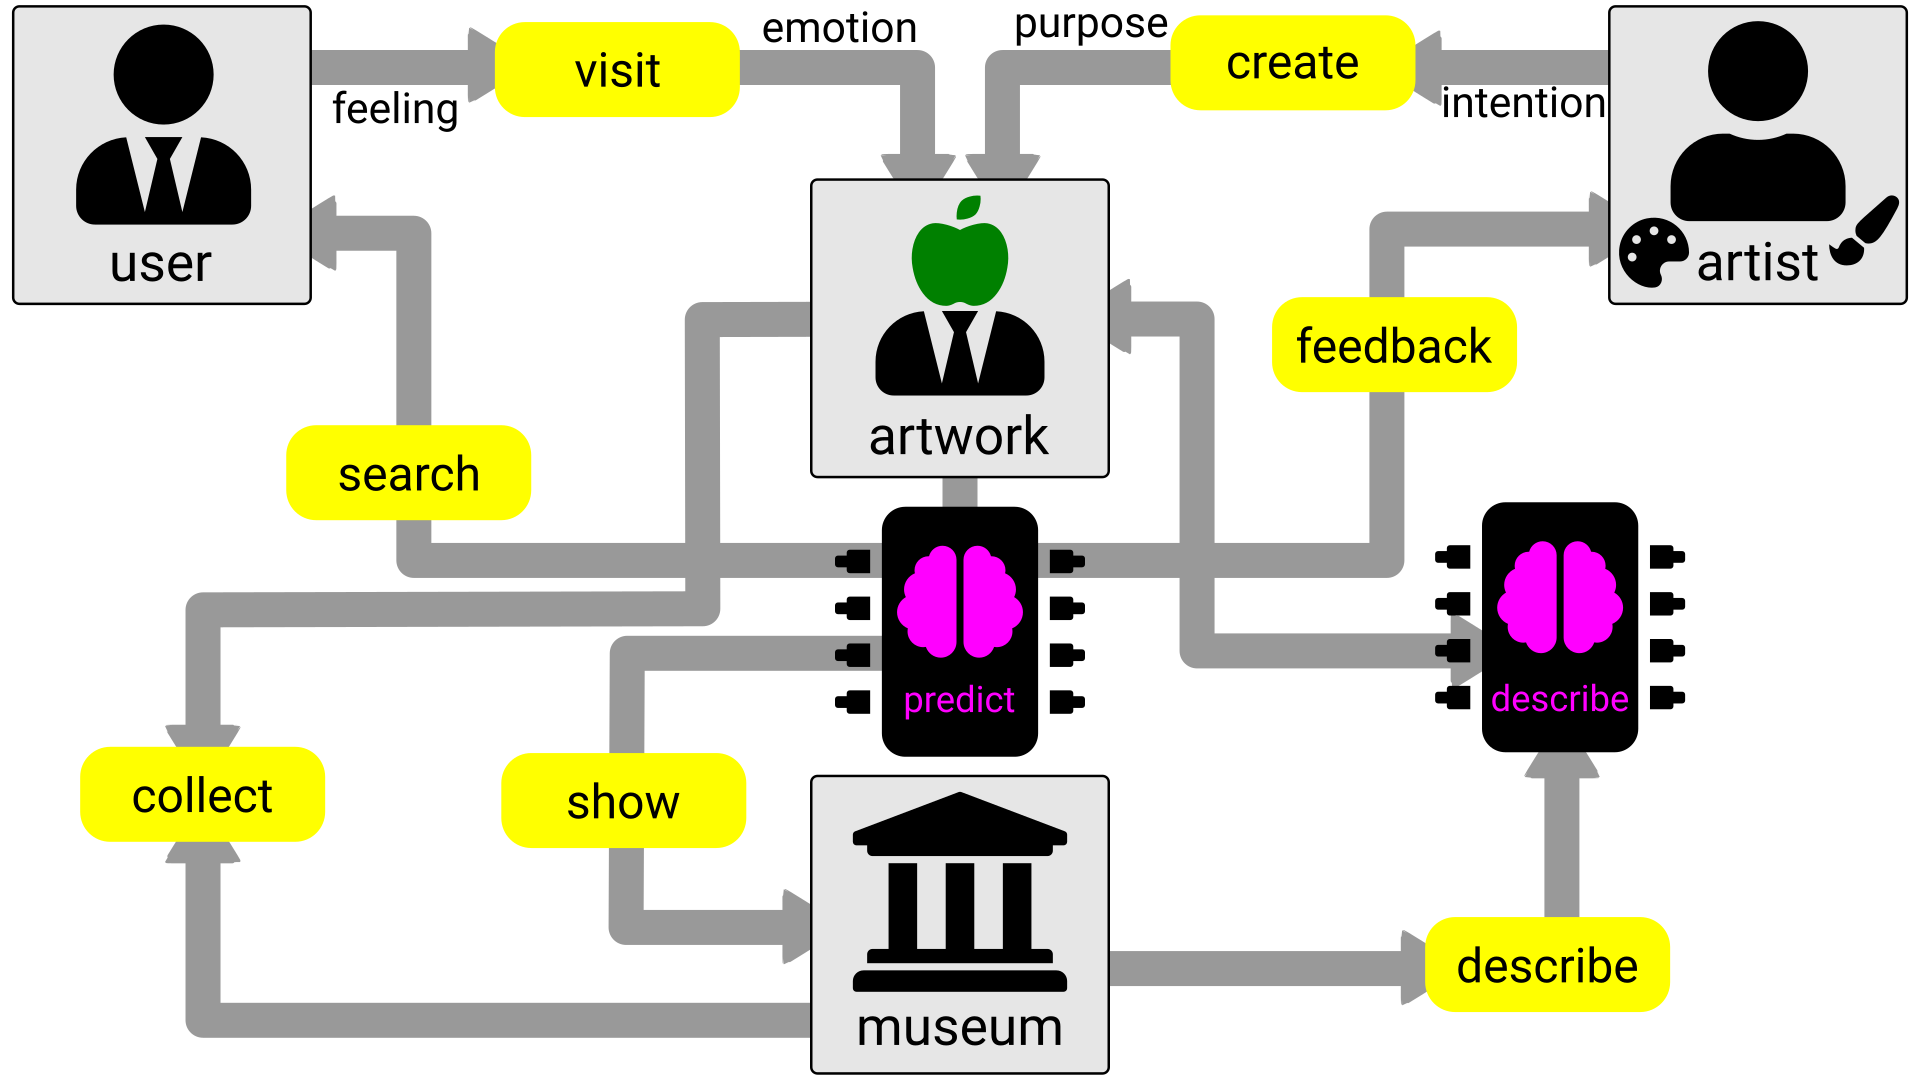 emotion
purpose
visit
create
feeling
intention
user
artist
feedback
artwork
search
predict
describe
collect
show
describe
museum